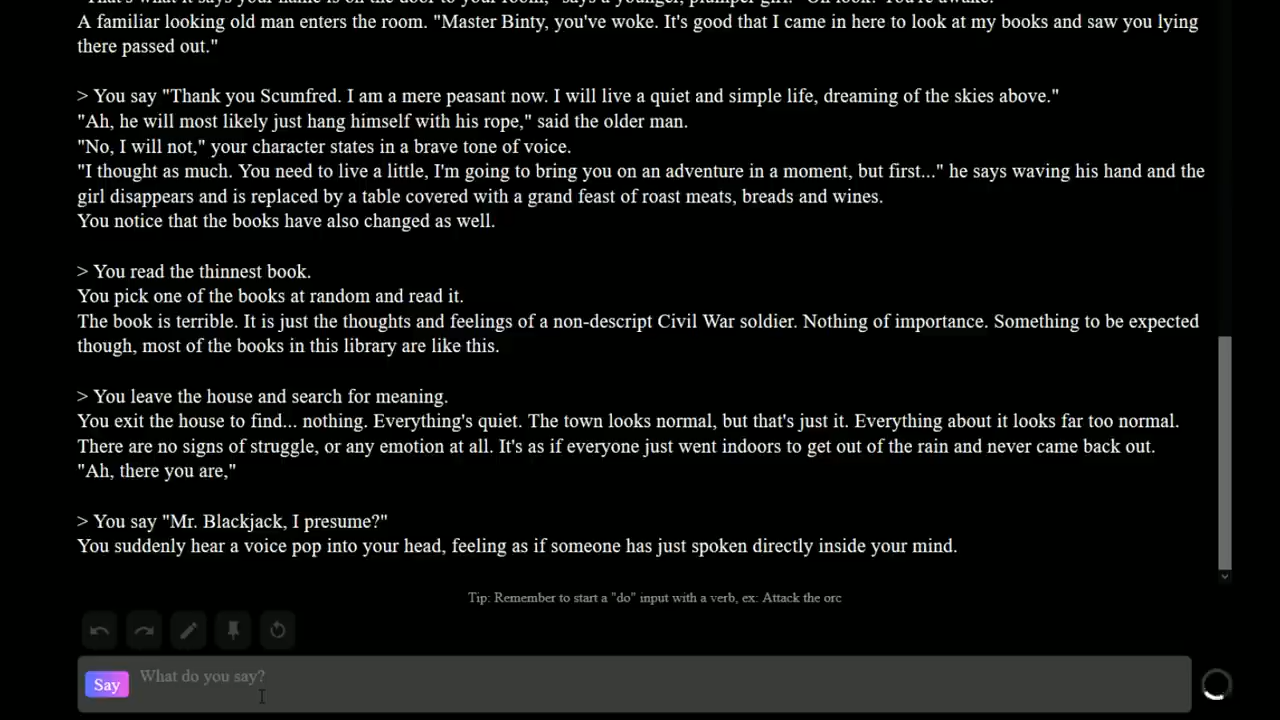 A familiar looking old man enters the room. "Master Binty, you've woke. It's good that I came in here to look at my books and saw you lying
there passed out."
> You say "Thank you Scumfred. I am a mere peasant now. I will live a quiet and simple life, dreaming of the skies above."
"Ah, he will most likely just hang himself with his rope," said the older man.
"No, I will not," your character states in a brave tone of voice.
"I thought as much. You need to live a little, I'm going to bring you on an adventure in a moment, but first..." he says waving his hand and the
girl disappears and is replaced by a table covered with a grand feast of roast meats, breads and wines.
You notice that the books have also changed as well.
> You read the thinnest book.
You pick one of the books at random and read it.
The book is terrible. It is just the thoughts and feelings of a non-descript Civil War soldier. Nothing of importance. Something to be expected
though, most of the books in this library are like this.
> You leave the house and search for meaning.
You exit the house to find... nothing. Everything's quiet. The town looks normal, but that's just it. Everything about it looks far too normal.
There are no signs of struggle, or any emotion at all. It's as if everyone just went indoors to get out of the rain and never came back out.
"Ah, there you are,"
> You say "Mr. Blackjack, I presume?"
You suddenly hear a voice pop into your head, feeling as if someone has just spoken directly inside your mind.
Tip: Remember to start a "do" input with a verb, ex: Attack the orc
Say What do you say?